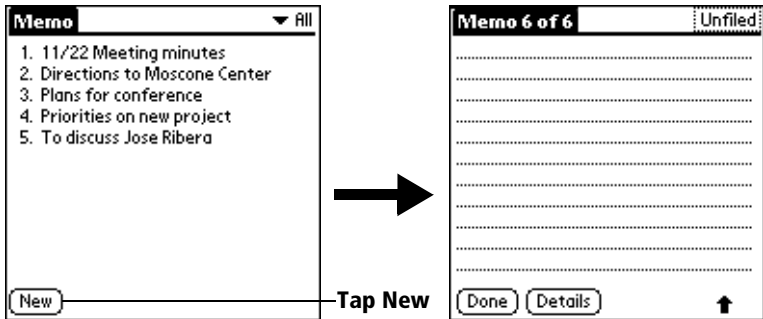 Memo
All
1. 11/22 Meeting minutes
2. Directions to Moscone Center
3. Plans for conference
4. Priorities on new project
5. To discuss Jose Ribera
New
Tap New
Memo 6 of 6
Unfiled
Done
Details